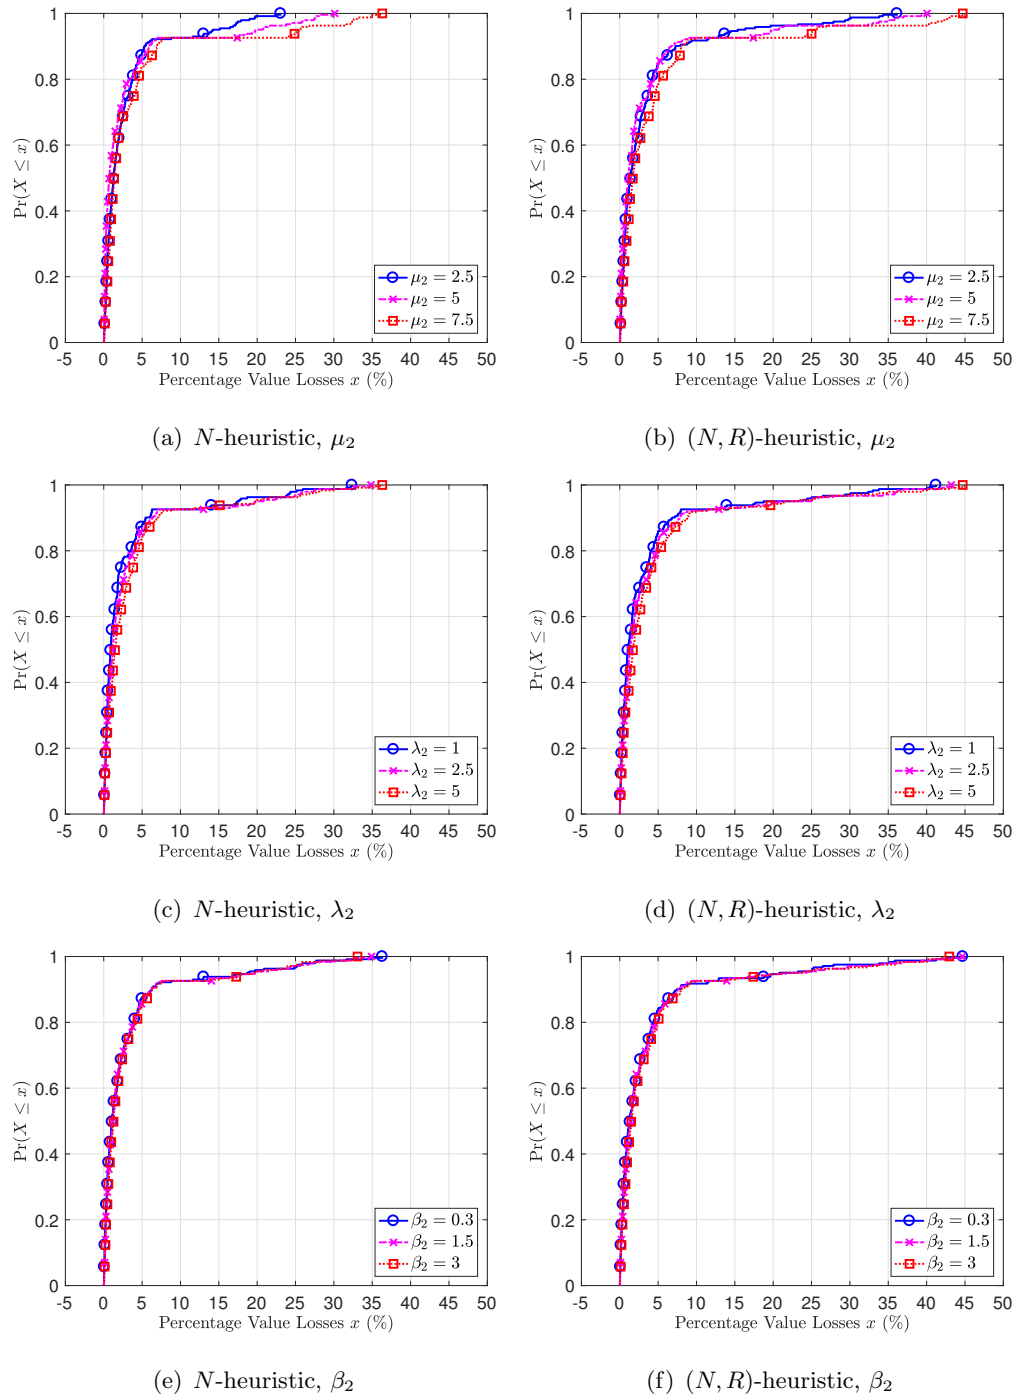 Pr(X ≤ x)
1
0.8
0.6
0.4
0.2
0
-5 0 5 10 15 20 25 30 35 40 45 50
Percentage Value Losses x (%)
μ₂ = 2.5
μ₂ = 5
μ₂ = 7.5
(a) N-heuristic, μ₂
Pr(X ≤ x)
1
0.8
0.6
0.4
0.2
0
-5 0 5 10 15 20 25 30 35 40 45 50
Percentage Value Losses x (%)
μ₂ = 2.5
μ₂ = 5
μ₂ = 7.5
(b) (N, R)-heuristic, μ₂
Pr(X ≤ x)
1
0.8
0.6
0.4
0.2
0
-5 0 5 10 15 20 25 30 35 40 45 50
Percentage Value Losses x (%)
λ₂ = 1
λ₂ = 2.5
λ₂ = 5
(c) N-heuristic, λ₂
Pr(X ≤ x)
1
0.8
0.6
0.4
0.2
0
-5 0 5 10 15 20 25 30 35 40 45 50
Percentage Value Losses x (%)
λ₂ = 1
λ₂ = 2.5
λ₂ = 5
(d) (N, R)-heuristic, λ₂
Pr(X ≤ x)
1
0.8
0.6
0.4
0.2
0
-5 0 5 10 15 20 25 30 35 40 45 50
Percentage Value Losses x (%)
β₂ = 0.3
β₂ = 1.5
β₂ = 3
(e) N-heuristic, β₂
Pr(X ≤ x)
1
0.8
0.6
0.4
0.2
0
-5 0 5 10 15 20 25 30 35 40 45 50
Percentage Value Losses x (%)
β₂ = 0.3
β₂ = 1.5
β₂ = 3
(f) (N, R)-heuristic, β₂